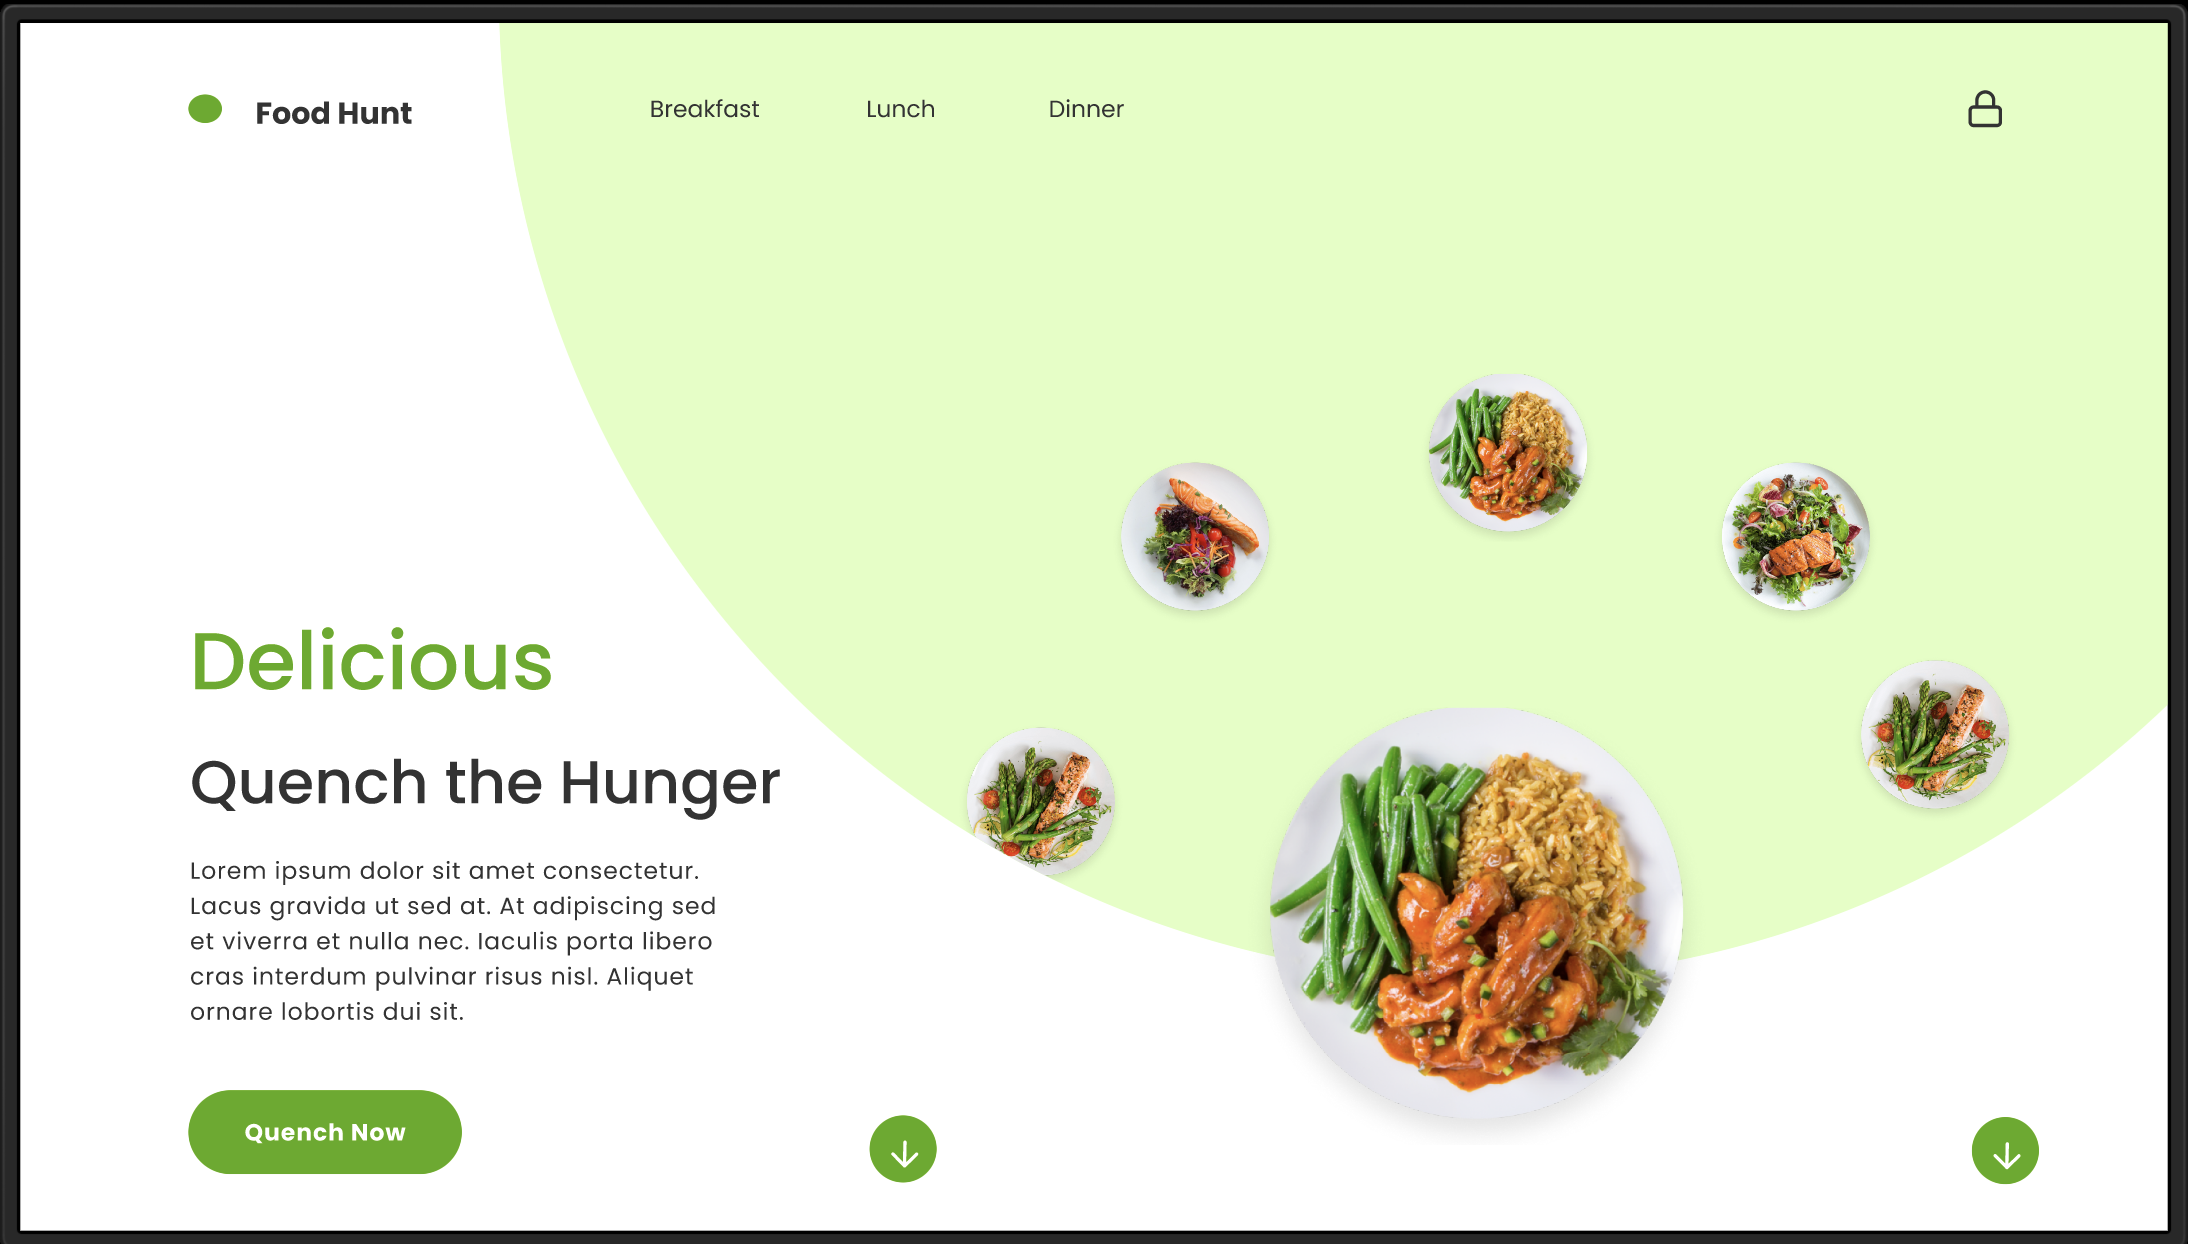 Food Hunt
Breakfast
Lunch
Dinner
Delicious
Quench the Hunger
Lorem ipsum dolor sit amet consectetur.
Lacus gravida ut sed at. At adipiscing sed
et viverra et nulla nec. Iaculis porta libero
cras interdum pulvinar risus nisl. Aliquet
ornare lobortis dui sit.
Quench Now